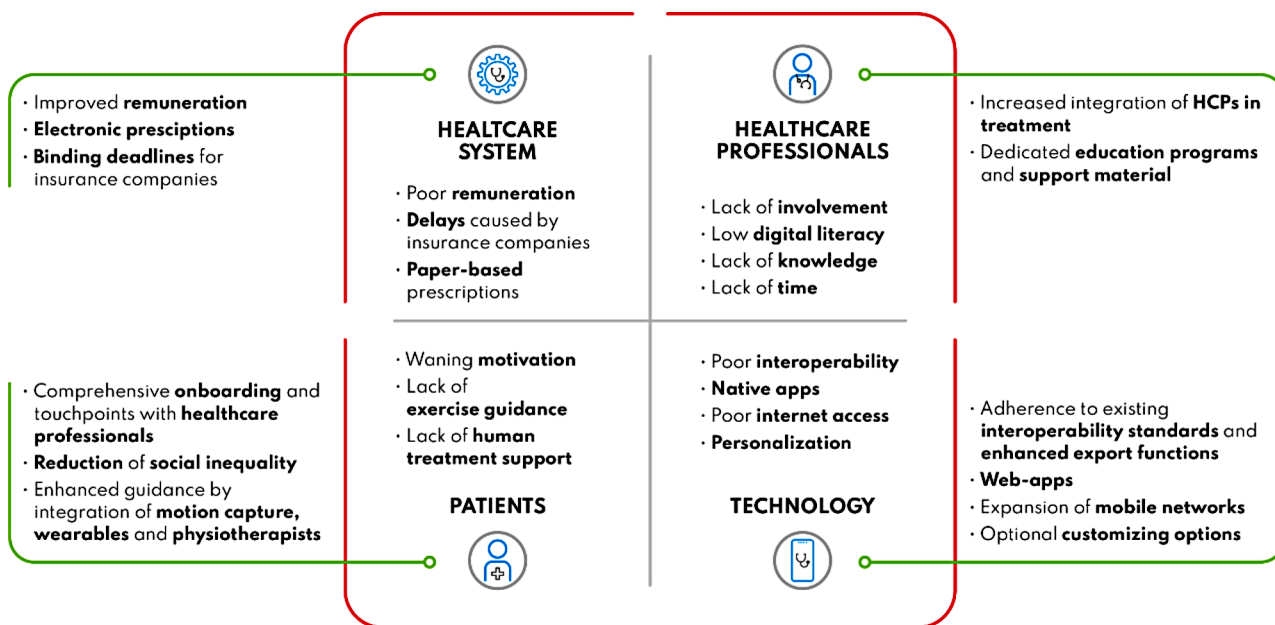 · Improved remuneration
· Electronic presciptions
· Binding deadlines for
insurance companies
HEALTCARE
SYSTEM
· Poor remuneration
· Delays caused by
insurance companies
· Paper-based
prescriptions
HEALTHCARE
PROFESSIONALS
· Lack of involvement
· Low digital literacy
· Lack of knowledge
· Lack of time
· Increased integration of HCPs in
treatment
· Dedicated education programs
and support material
· Comprehensive onboarding and
touchpoints with healthcare
professionals
· Reduction of social inequality
· Enhanced guidance by
integration of motion capture,
wearables and physiotherapists
· Waning motivation
· Lack of
exercise guidance
· Lack of human
treatment support
PATIENTS
· Poor interoperability
· Native apps
· Poor internet access
· Personalization
TECHNOLOGY
· Adherence to existing
interoperability standards and
enhanced export functions
· Web-apps
· Expansion of mobile networks
· Optional customizing options